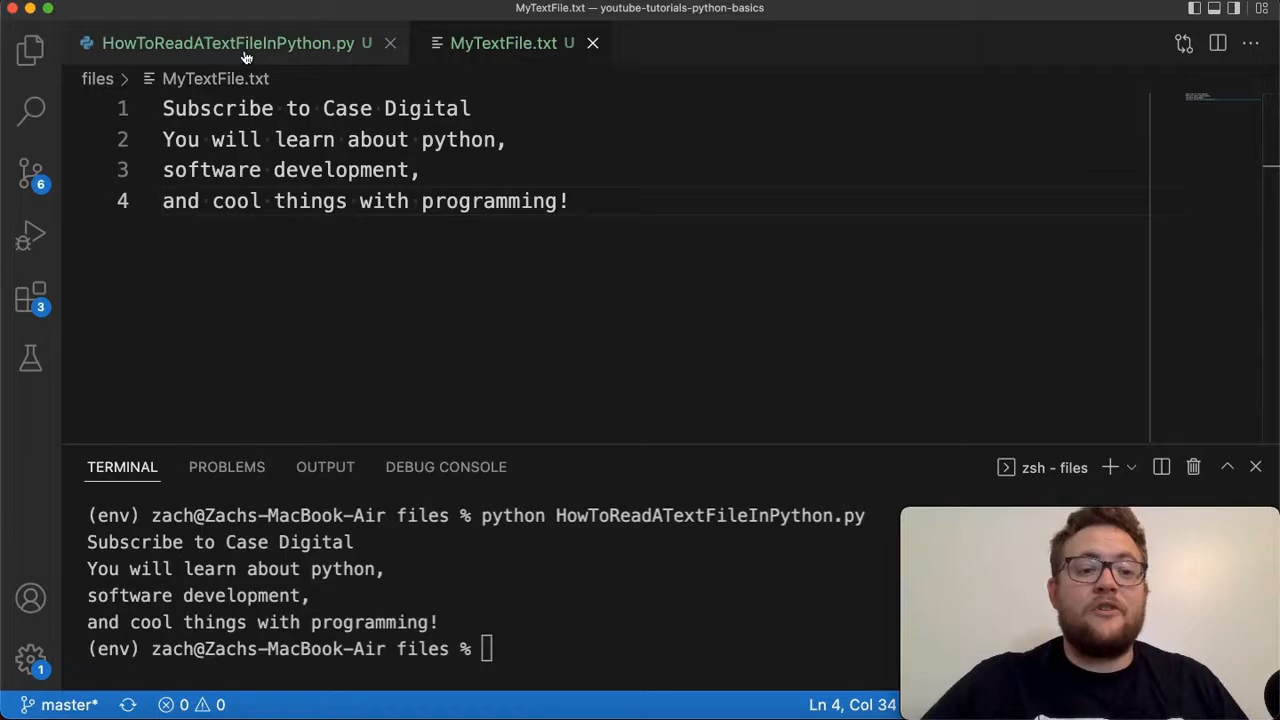 MyTextFile.txt — youtube-tutorials-python-basics
HowToReadATextFileInPython.py U
MyTextFile.txt U
files > MyTextFile.txt
1 Subscribe to Case Digital
2 You will learn about python,
3 software development,
4 and cool things with programming!
6
3
TERMINAL PROBLEMS OUTPUT DEBUG CONSOLE
zsh - files
(env) zach@Zachs-MacBook-Air files % python HowToReadATextFileInPython.py
Subscribe to Case Digital
You will learn about python,
software development,
and cool things with programming!
(env) zach@Zachs-MacBook-Air files %
1
master* 0 0 Ln 4, Col 34